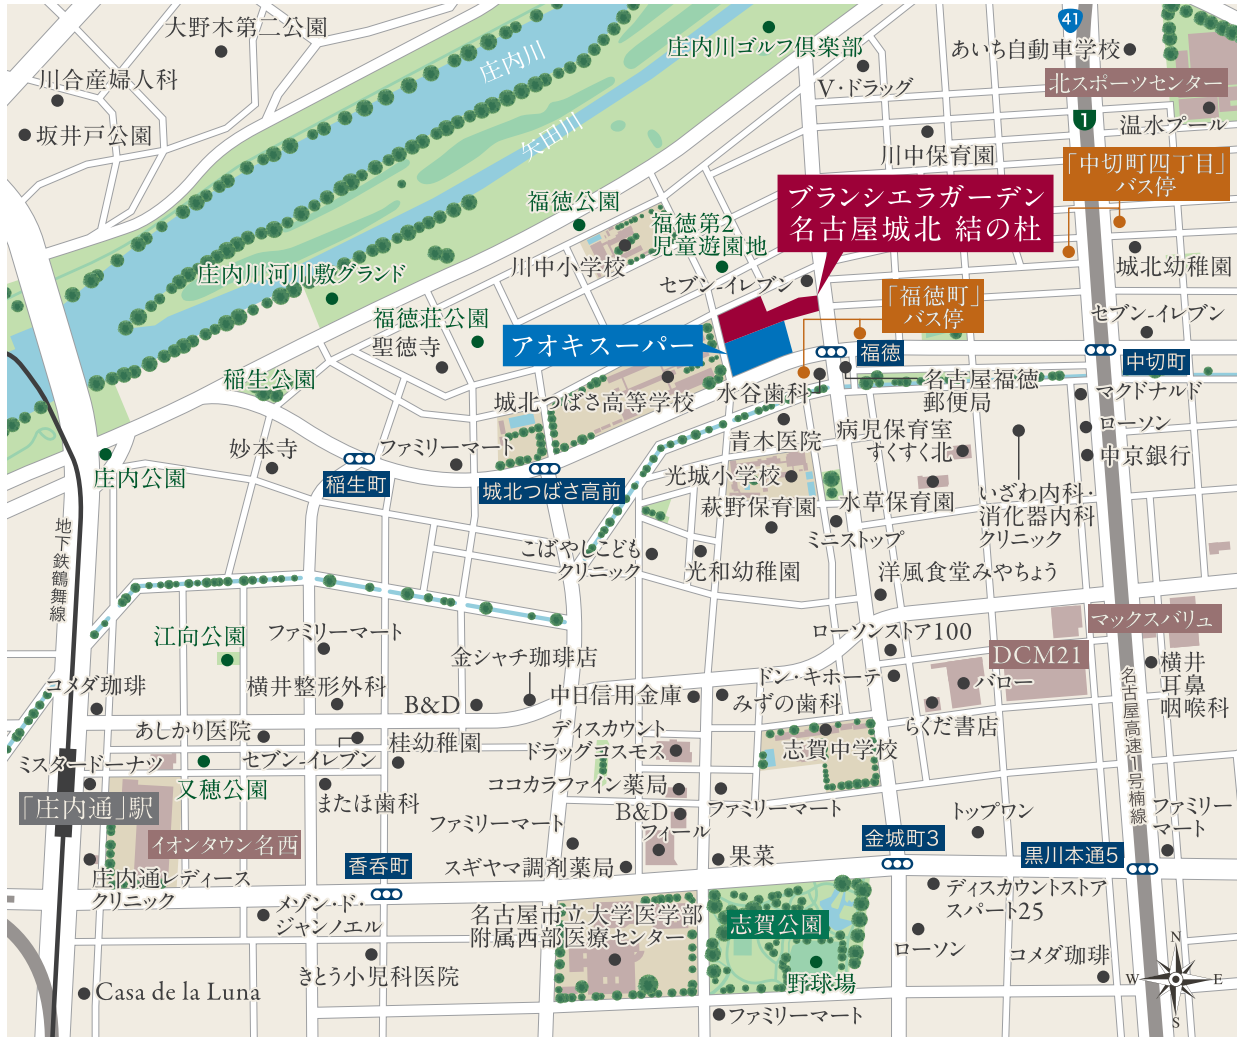 大野木第二公園
川合産婦人科
坂井戸公園
庄内川
矢田川
庄内川ゴルフ倶楽部
V・ドラッグ
41
あいち自動車学校
北スポーツセンター
1
温水プール
川中保育園
「中切町四丁目」
バス停
ブランシエラガーデン
名古屋城北 結の杜
福徳公園
福徳第2
児童遊園地
川中小学校
城北幼稚園
庄内川河川敷グランド
セブン-イレブン
「福徳町」
バス停
セブン-イレブン
福徳荘公園
聖徳寺
アオキスーパー
福徳
中切町
稲生公園
城北つばさ高等学校
水谷歯科
名古屋福徳
郵便局
マクドナルド
ローソン
中京銀行
妙本寺
ファミリーマート
青木医院
病児保育室
すくすく北
庄内公園
稲生町
城北つばさ高前
光城小学校
萩野保育園
水草保育園
いざわ内科・
消化器内科
クリニック
ミニストップ
地下鉄鶴舞線
こばやしこども
クリニック
光和幼稚園
洋風食堂みやちょう
江向公園
ファミリーマート
ローソンストア100
マックスバリュ
DCM21
金シャチ珈琲店
コメダ珈琲
横井整形外科
B&D
中日信用金庫
みずの歯科
ドン・キホーテ
バロー
横井
耳鼻
咽喉科
名古屋高速1号楠線
あしかり医院
セブン-イレブン
桂幼稚園
ディスカウント
ドラッグコスモス
志賀中学校
らくだ書店
ミスタードーナツ
又穂公園
またほ歯科
ココカラファイン薬局
「庄内通」駅
B&D
ファミリーマート
トップワン
ファミリー
マート
イオンタウン名西
ファミリーマート
フィール
金城町3
黒川本通5
香呑町
スギヤマ調剤薬局
果菜
庄内通レディース
クリニック
メゾン・ド・
ジャンノエル
名古屋市立大学医学部
附属西部医療センター
志賀公園
ディスカウントストア
スパート25
ローソン
コメダ珈琲
きとう小児科医院
野球場
Casa de la Luna
ファミリーマート
N
W
E
S